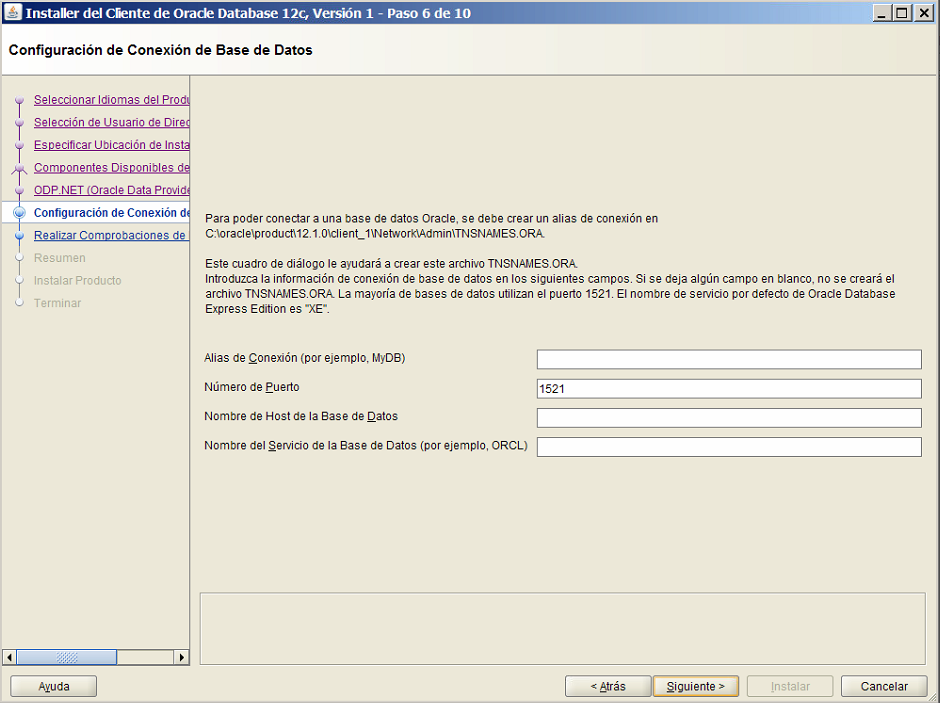 Installer del Cliente de Oracle Database 12c, Versión 1 - Paso 6 de 10
Configuración de Conexión de Base de Datos
Seleccionar Idiomas del Produ
Selección de Usuario de Direc
Especificar Ubicación de Insta
Componentes Disponibles de
ODP.NET (Oracle Data Provide
Configuración de Conexión de
Realizar Comprobaciones de
Resumen
Instalar Producto
Terminar
Para poder conectar a una base de datos Oracle, se debe crear un alias de conexión en
C:\oracle\product\12.1.0\client_1\Network\Admin\TNSNAMES.ORA.
Este cuadro de diálogo le ayudará a crear este archivo TNSNAMES.ORA.
Introduzca la información de conexión de base de datos en los siguientes campos. Si se deja algún campo en blanco, no se creará el
archivo TNSNAMES.ORA. La mayoría de bases de datos utilizan el puerto 1521. El nombre de servicio por defecto de Oracle Database
Express Edition es "XE".
Alias de Conexión (por ejemplo, MyDB)
Número de Puerto
1521
Nombre de Host de la Base de Datos
Nombre del Servicio de la Base de Datos (por ejemplo, ORCL)
Ayuda
< Atrás
Siguiente >
Instalar
Cancelar